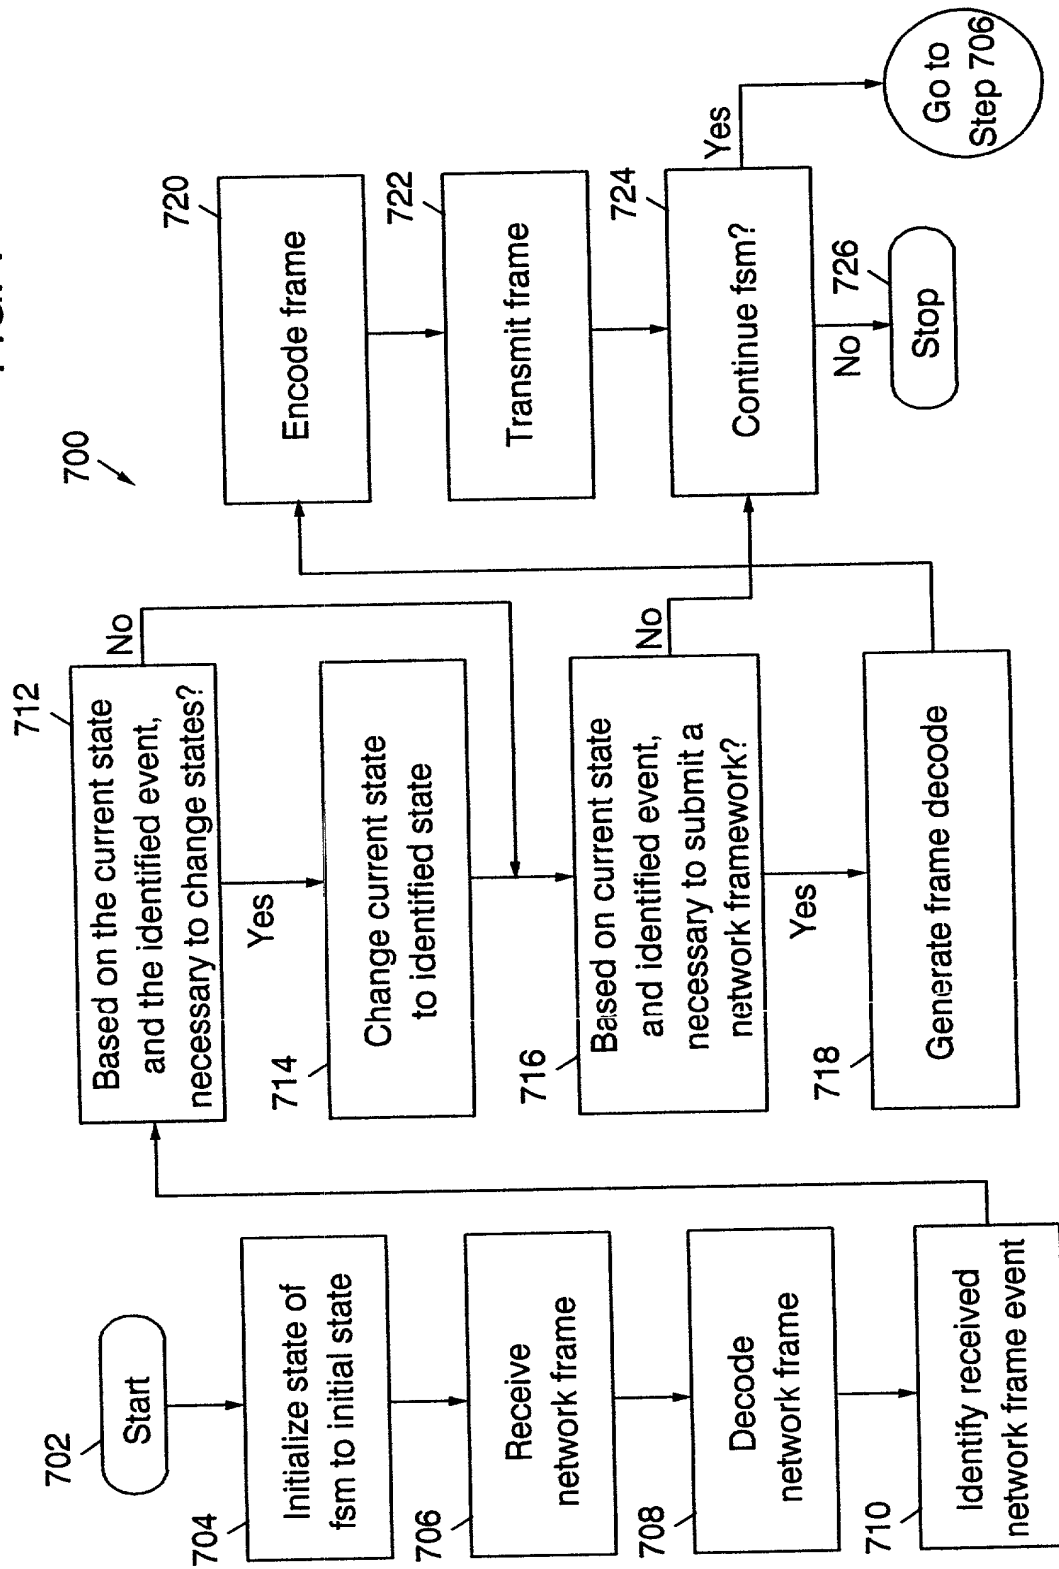 700
702
Start
704
Initialize state of
fsm to initial state
706
Receive
network frame
708
Decode
network frame
710
Identify received
network frame event
712
Based on the current state
and the identified event,
necessary to change states?
No
Yes
714
Change current state
to identified state
716
Based on current state
and identified event,
necessary to submit a
network framework?
No
Yes
718
Generate frame decode
720
Encode frame
722
Transmit frame
724
Continue fsm?
Yes
No
726
Stop
Go to
Step 706